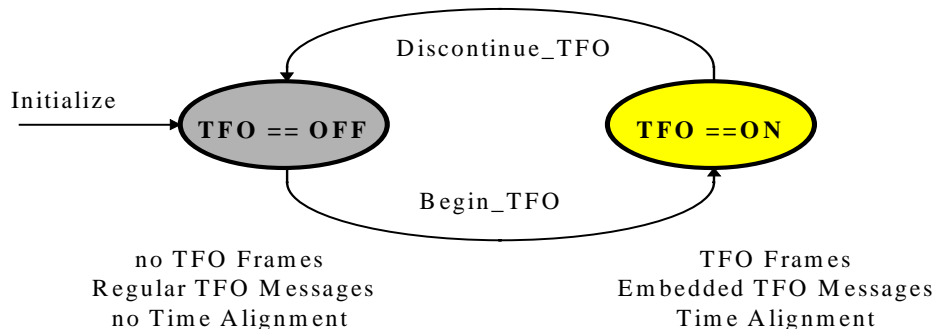 Discontinue_TFO
Initialize
TFO == OFF
TFO ==ON
Begin_TFO
no TFO Frames
Regular TFO Messages
no Time Alignment
TFO Frames
Embedded TFO Messages
Time Alignment